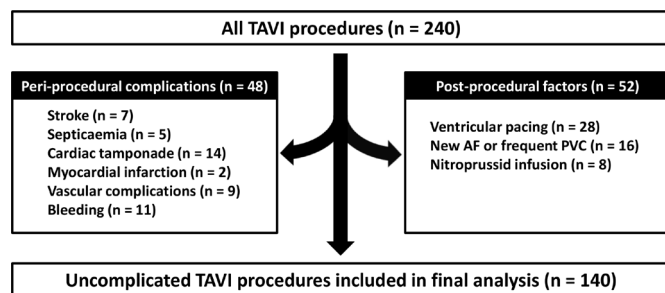 All TAVI procedures (n = 240)
Peri-procedural complications (n = 48)
Stroke (n = 7)
Septicaemia (n = 5)
Cardiac tamponade (n = 14)
Myocardial infarction (n = 2)
Vascular complications (n = 9)
Bleeding (n = 11)
Post-procedural factors (n = 52)
Ventricular pacing (n = 28)
New AF or frequent PVC (n = 16)
Nitroprussid infusion (n = 8)
Uncomplicated TAVI procedures included in final analysis (n = 140)